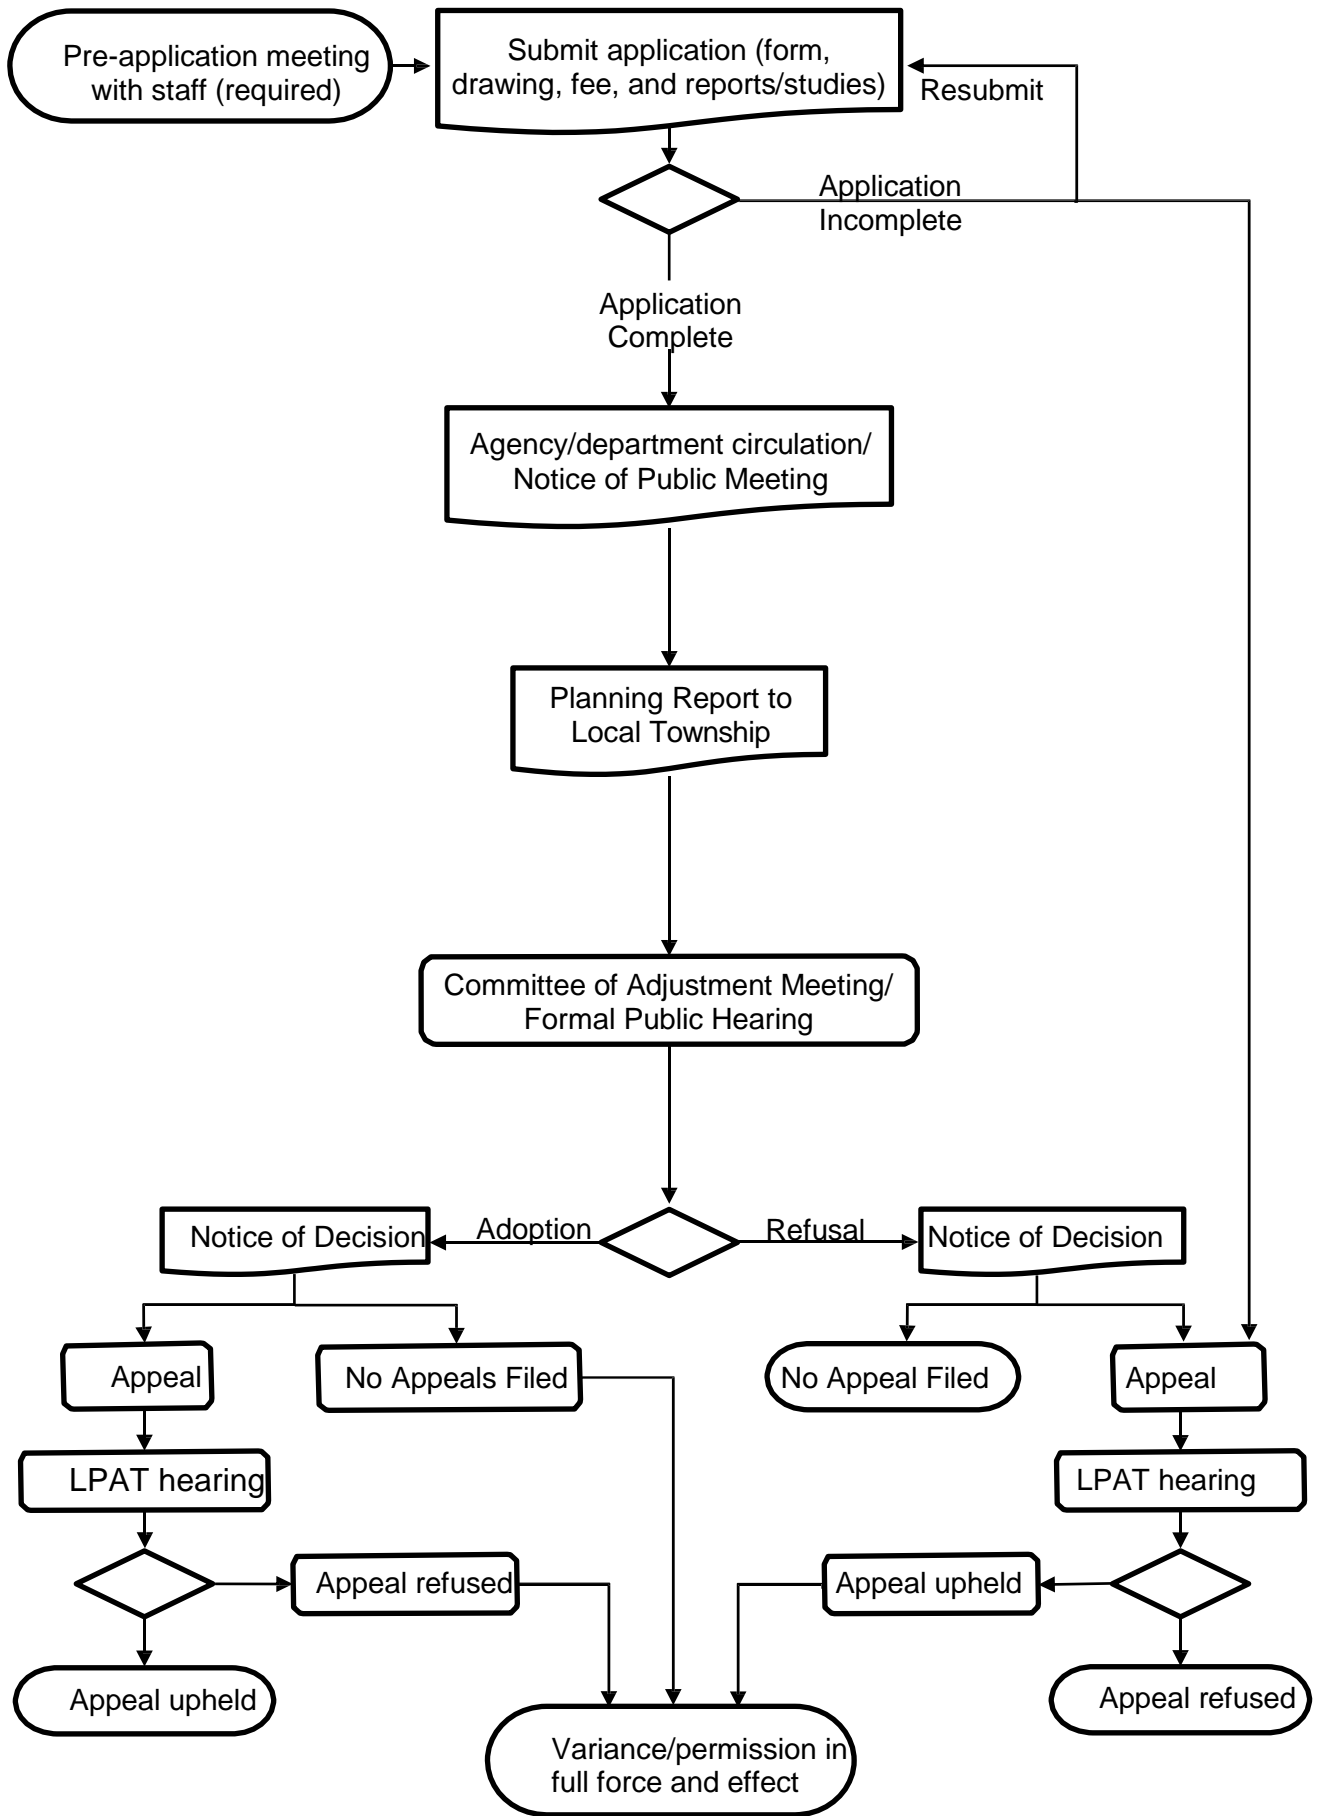 Pre-application meeting
with staff (required)
Submit application (form,
drawing, fee, and reports/studies)
Resubmit
Application
Incomplete
Application
Complete
Agency/department circulation/
Notice of Public Meeting
Planning Report to
Local Township
Committee of Adjustment Meeting/
Formal Public Hearing
Notice of Decision
Adoption
Refusal
Notice of Decision
Appeal
No Appeals Filed
No Appeal Filed
Appeal
LPAT hearing
LPAT hearing
Appeal refused
Appeal upheld
Appeal upheld
Appeal refused
Variance/permission in
full force and effect